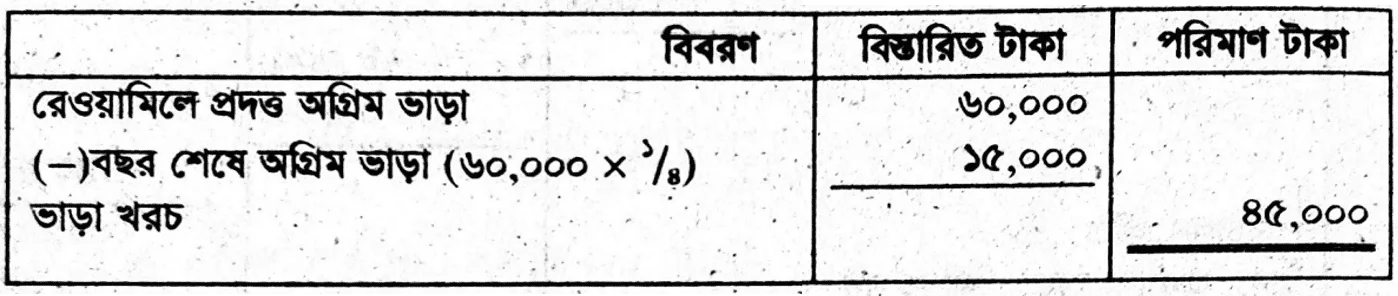 বিবরণ বিস্তারিত টাকা পরিমাণ টাকা
রেওয়ামিলে প্রদত্ত অগ্রিম ভাড়া ৬০,০০০
(−)বছর শেষে অগ্রিম ভাড়া (৬০,০০০ × ১/৪) ১৫,০০০
ভাড়া খরচ ৪৫,০০০